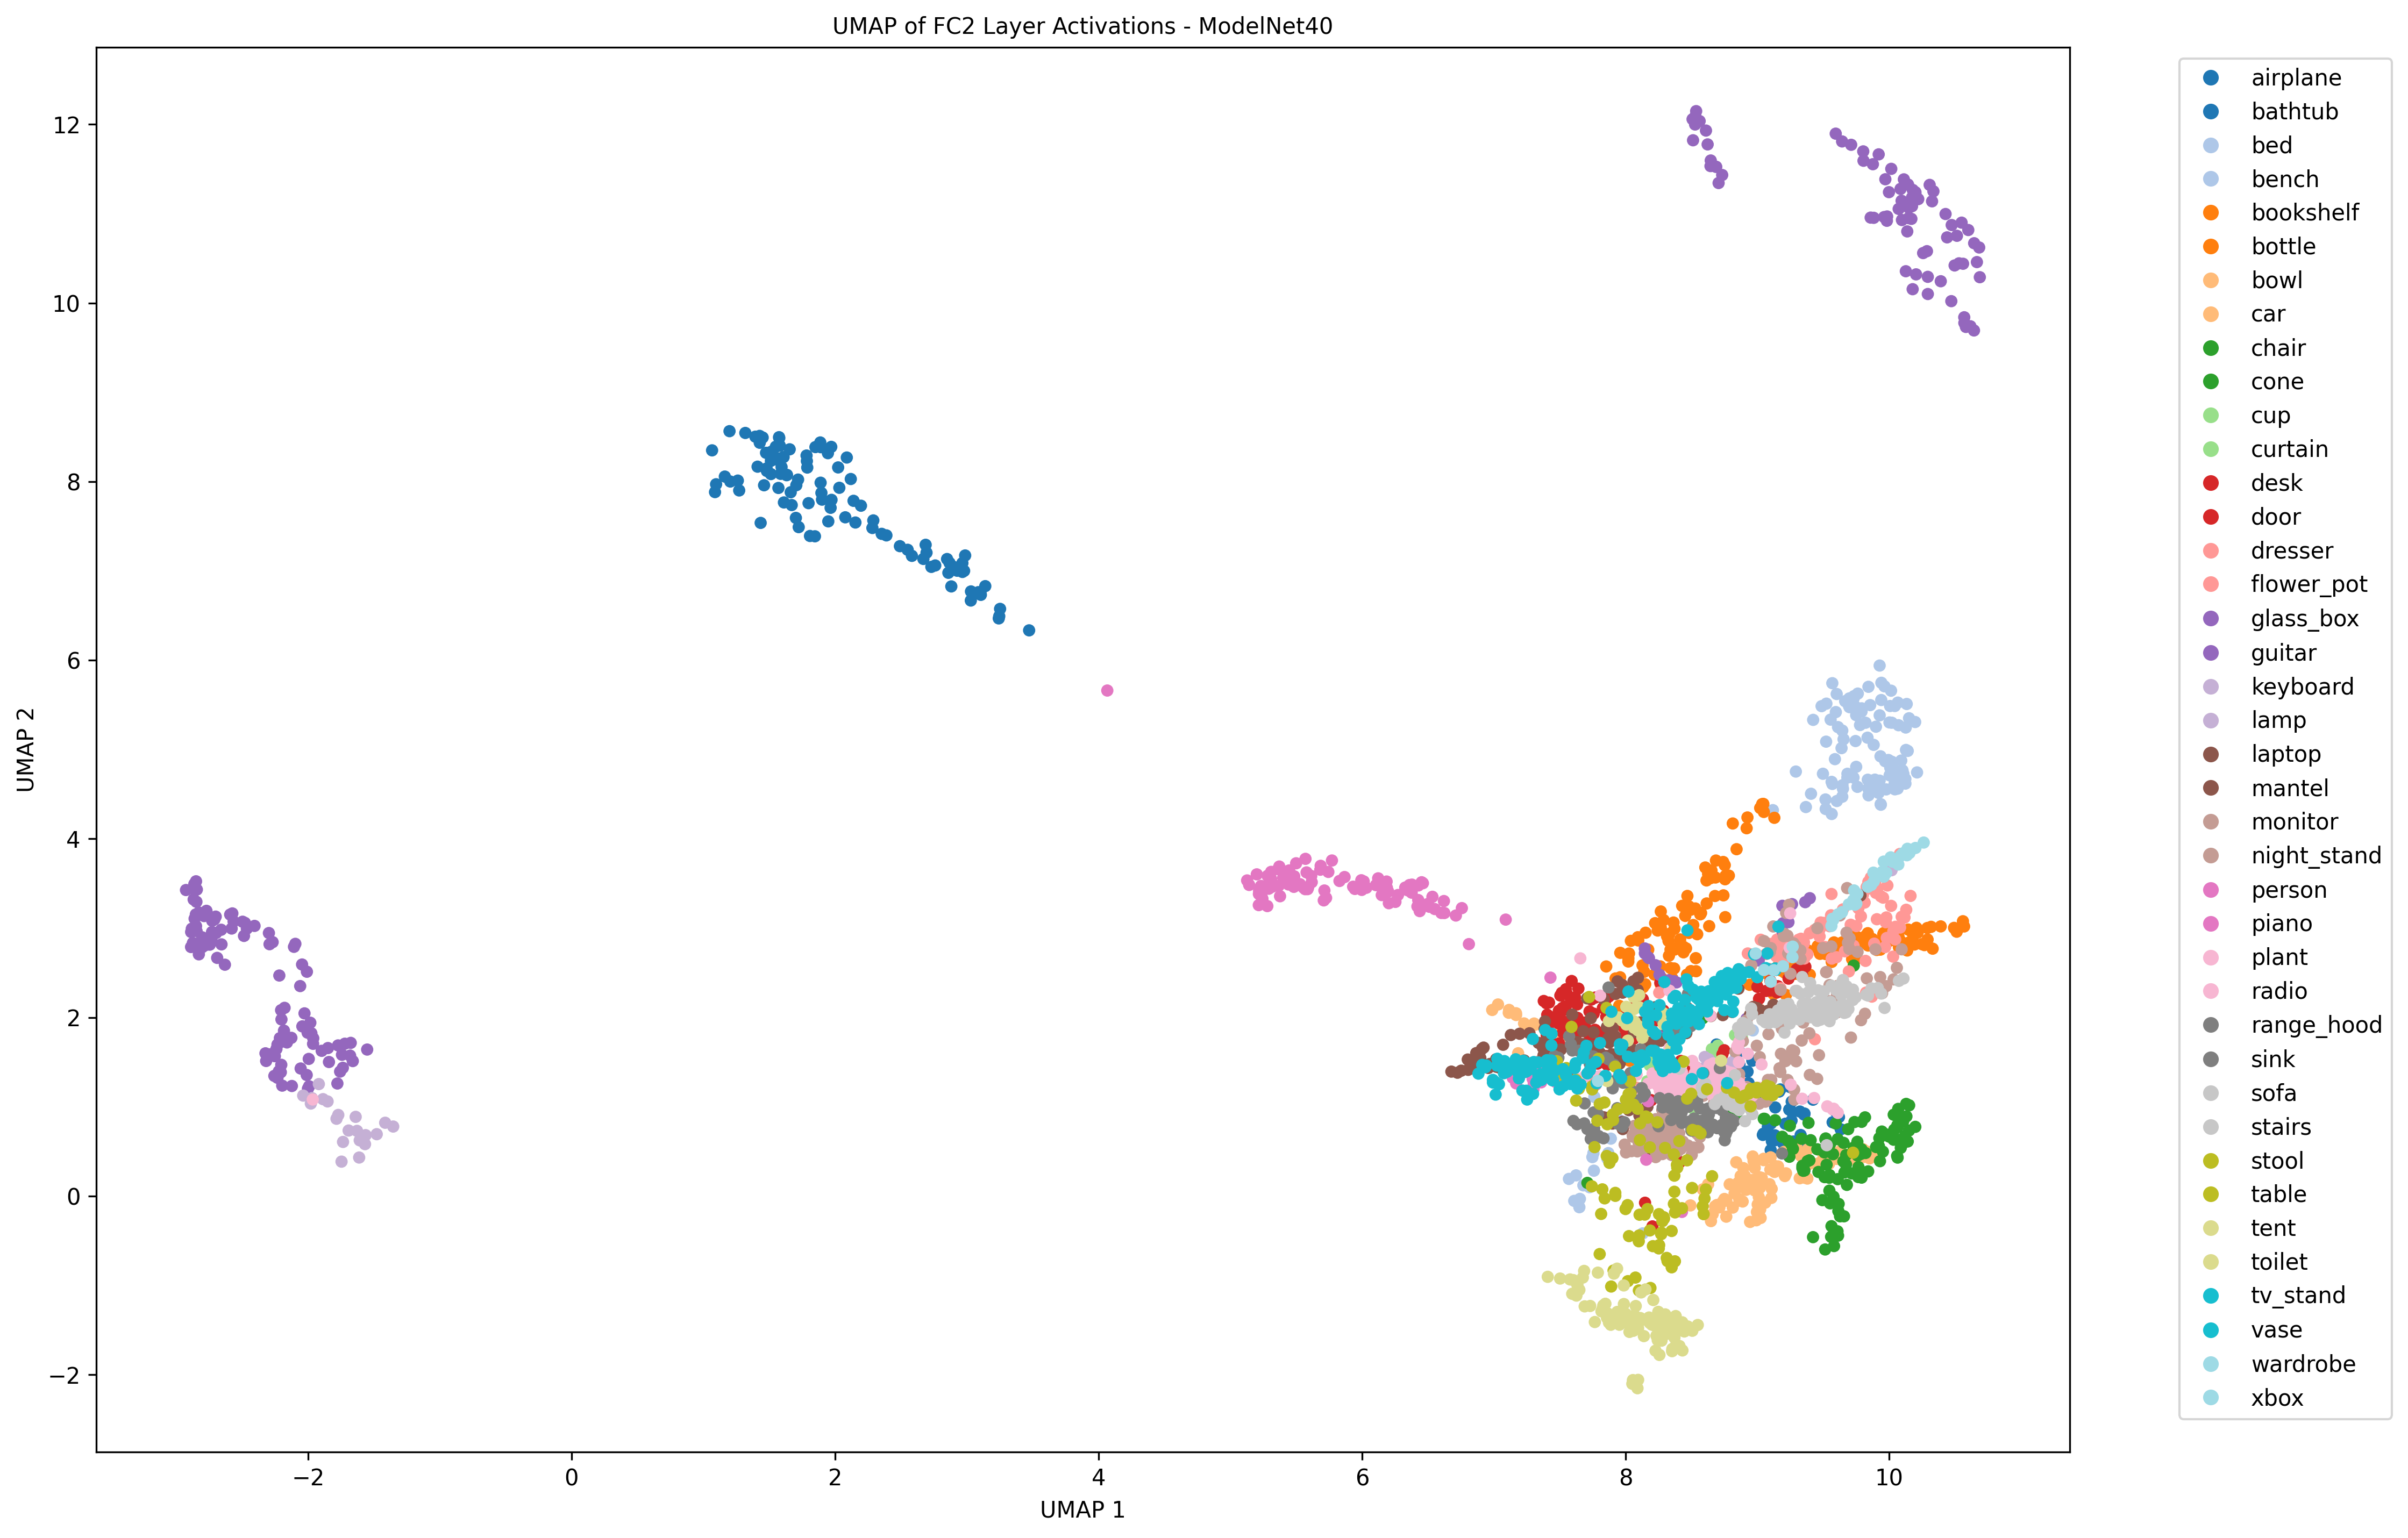 UMAP of FC2 Layer Activations - ModelNet40
12
10
8
6
4
2
0
−2
UMAP 2
−2
0
2
4
6
8
10
UMAP 1
airplane
bathtub
bed
bench
bookshelf
bottle
bowl
car
chair
cone
cup
curtain
desk
door
dresser
flower_pot
glass_box
guitar
keyboard
lamp
laptop
mantel
monitor
night_stand
person
piano
plant
radio
range_hood
sink
sofa
stairs
stool
table
tent
toilet
tv_stand
vase
wardrobe
xbox